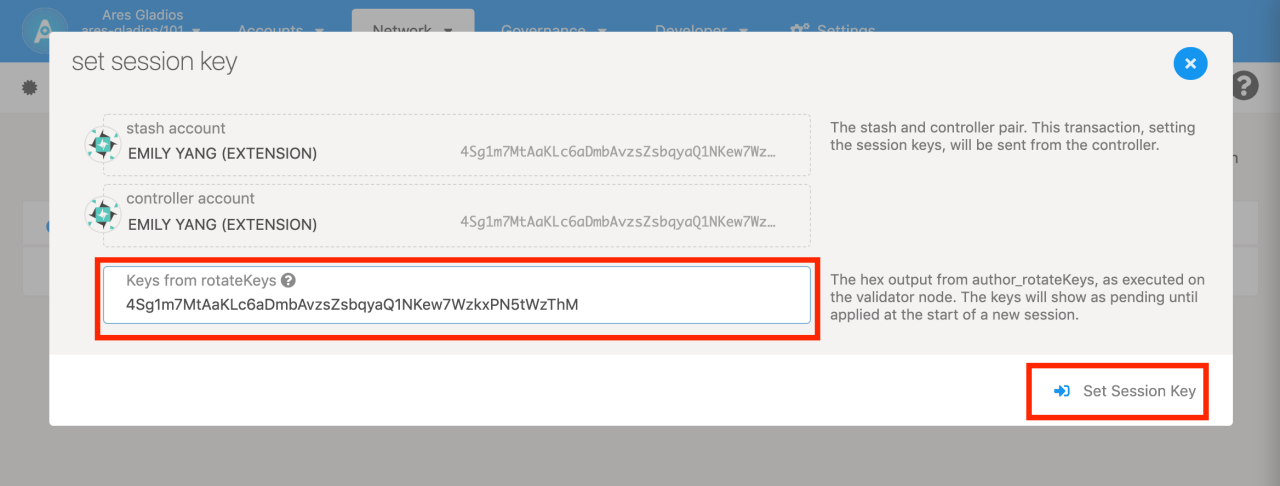 Ares Gladios
ares-gladios/101
Accounts
Network
Governance
Developer
Settings
set session key
stash account
EMILY YANG (EXTENSION)
4Sg1m7MtAaKLc6aDmbAvzsZsbqyaQ1NKew7Wz…
The stash and controller pair. This transaction, setting
the session keys, will be sent from the controller.
controller account
EMILY YANG (EXTENSION)
4Sg1m7MtAaKLc6aDmbAvzsZsbqyaQ1NKew7Wz…
Keys from rotateKeys ?
4Sg1m7MtAaKLc6aDmbAvzsZsbqyaQ1NKew7WzkxPN5tWzThM
The hex output from author_rotateKeys, as executed on
the validator node. The keys will show as pending until
applied at the start of a new session.
Set Session Key